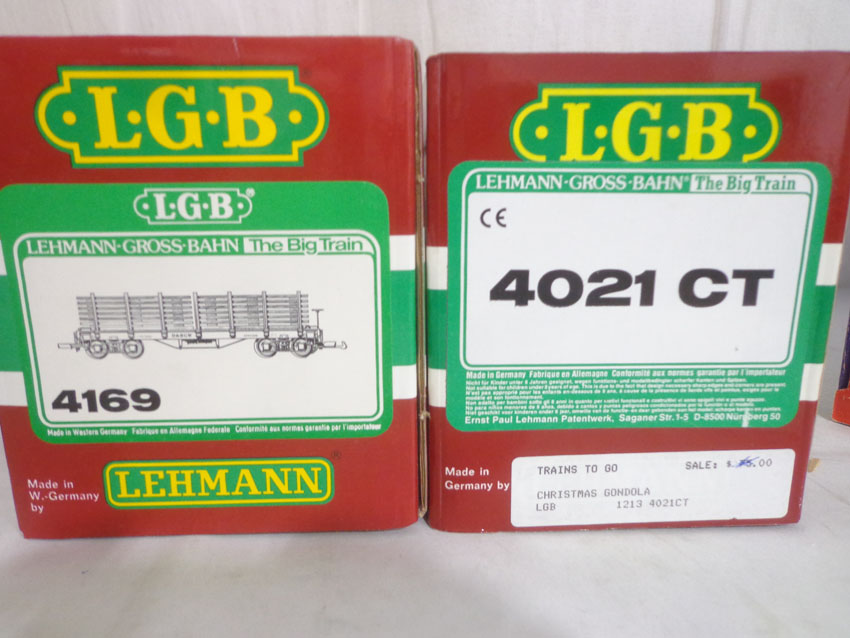 L·G·B
L·G·B®
LEHMANN-GROSS-BAHN The Big Train
4169
Made in Western Germany Fabrique en Allemagne Federale Conformité aux normes garantie par l'importateur
Made in
W.-Germany
by
LEHMANN®
L·G·B
LEHMANN-GROSS-BAHN® The Big Train
CE
4021 CT
Made in Germany Fabrique en Allemagne Conformité aux normes garantie par l'importateur
Ernst Paul Lehmann Patentwerk, Saganer Str. 1-5 D-8500 Nürnberg 50
Made in
Germany by
TRAINS TO GO SALE: $ .00
CHRISTMAS GONDOLA
LGB 1213 4021CT